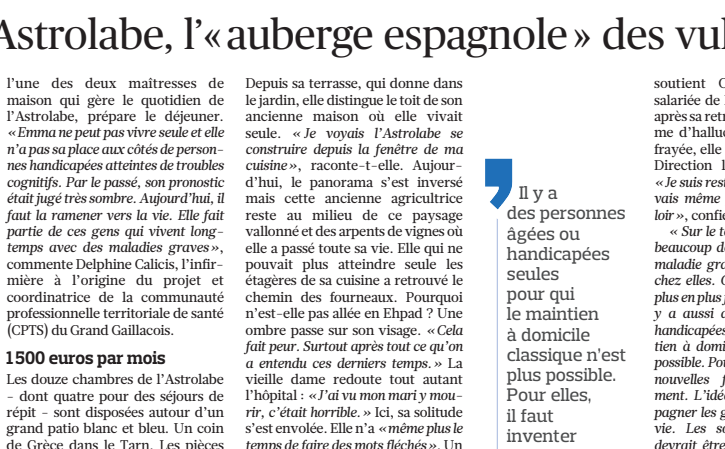 Astrolabe, l'« auberge espagnole » des vul
l'une des deux maîtresses de
maison qui gère le quotidien de
l'Astrolabe, prépare le déjeuner.
« Emma ne peut pas vivre seule et elle
n'a pas sa place aux côtés de person-
nes handicapées atteintes de troubles
cognitifs. Par le passé, son pronostic
était jugé très sombre. Aujourd'hui, il
faut la ramener vers la vie. Elle fait
partie de ces gens qui vivent long-
temps avec des maladies graves »,
commente Delphine Calicis, l'infir-
mière à l'origine du projet et
coordinatrice de la communauté
professionnelle territoriale de santé
(CPTS) du Grand Gaillacois.
1 500 euros par mois
Les douze chambres de l'Astrolabe
- dont quatre pour des séjours de
répit - sont disposées autour d'un
grand patio blanc et bleu. Un coin
de Grèce dans le Tarn. Les pièces
Depuis sa terrasse, qui donne dans
le jardin, elle distingue le toit de son
ancienne maison où elle vivait
seule. « Je voyais l'Astrolabe se
construire depuis la fenêtre de ma
cuisine », raconte-t-elle. Aujour-
d'hui, le panorama s'est inversé
mais cette ancienne agricultrice
reste au milieu de ce paysage
vallonné et des arpents de vignes où
elle a passé toute sa vie. Elle qui ne
pouvait plus atteindre seule les
étagères de sa cuisine a retrouvé le
chemin des fourneaux. Pourquoi
n'est-elle pas allée en Ehpad ? Une
ombre passe sur son visage. « Cela
fait peur. Surtout après tout ce qu'on
a entendu ces derniers temps. » La
vieille dame redoute tout autant
l'hôpital : « J'ai vu mon mari y mou-
rir, c'était horrible. » Ici, sa solitude
s'est envolée. Elle n'a « même plus le
temps de faire des mots fléchés ». Un
Il y a
des personnes
âgées ou
handicapées
seules
pour qui
le maintien
à domicile
classique n'est
plus possible.
Pour elles,
il faut
inventer
soutient C
salariée de
après sa retr
me d'halluc
frayée, elle
Direction l
« Je suis rest
vais même
loir », confie
« Sur le te
beaucoup de
maladie gra
chez elles. C
plus en plus j
y a aussi d
handicapées
tien à domi
possible. Pou
nouvelles f
ment. L'idé
pagner les g
vie. Les so
devrait être